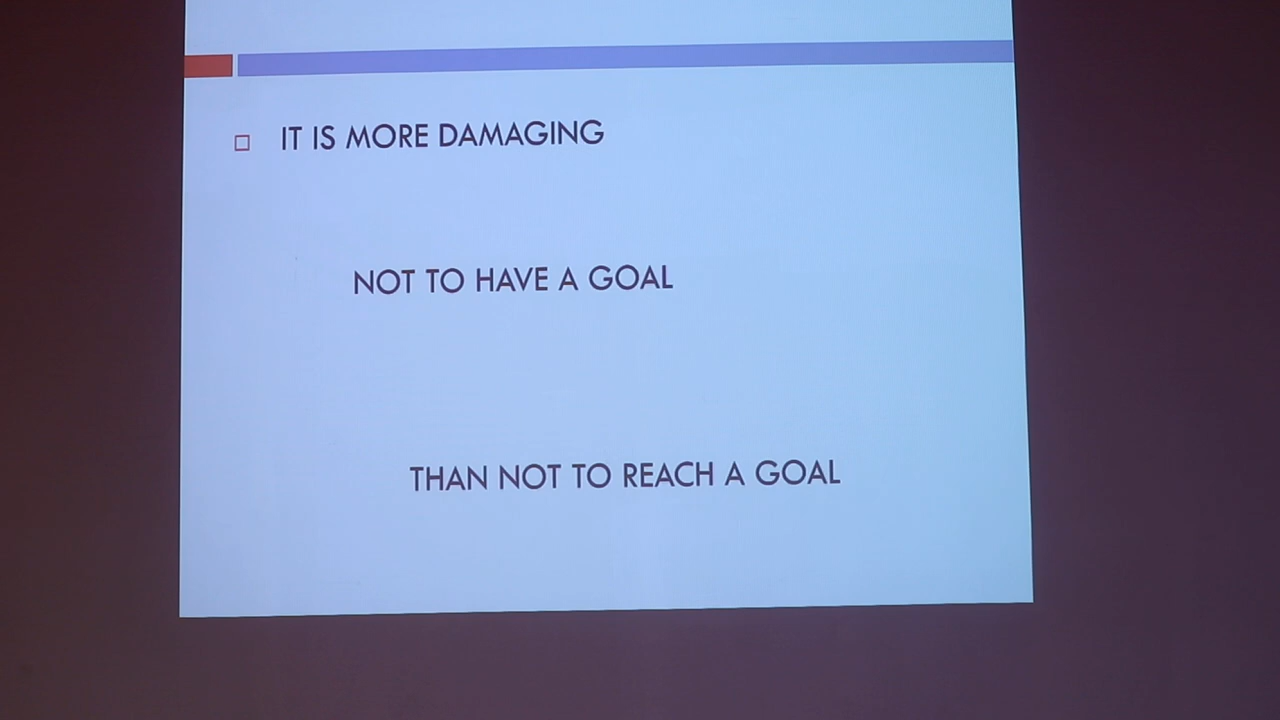 IT IS MORE DAMAGING
NOT TO HAVE A GOAL
THAN NOT TO REACH A GOAL